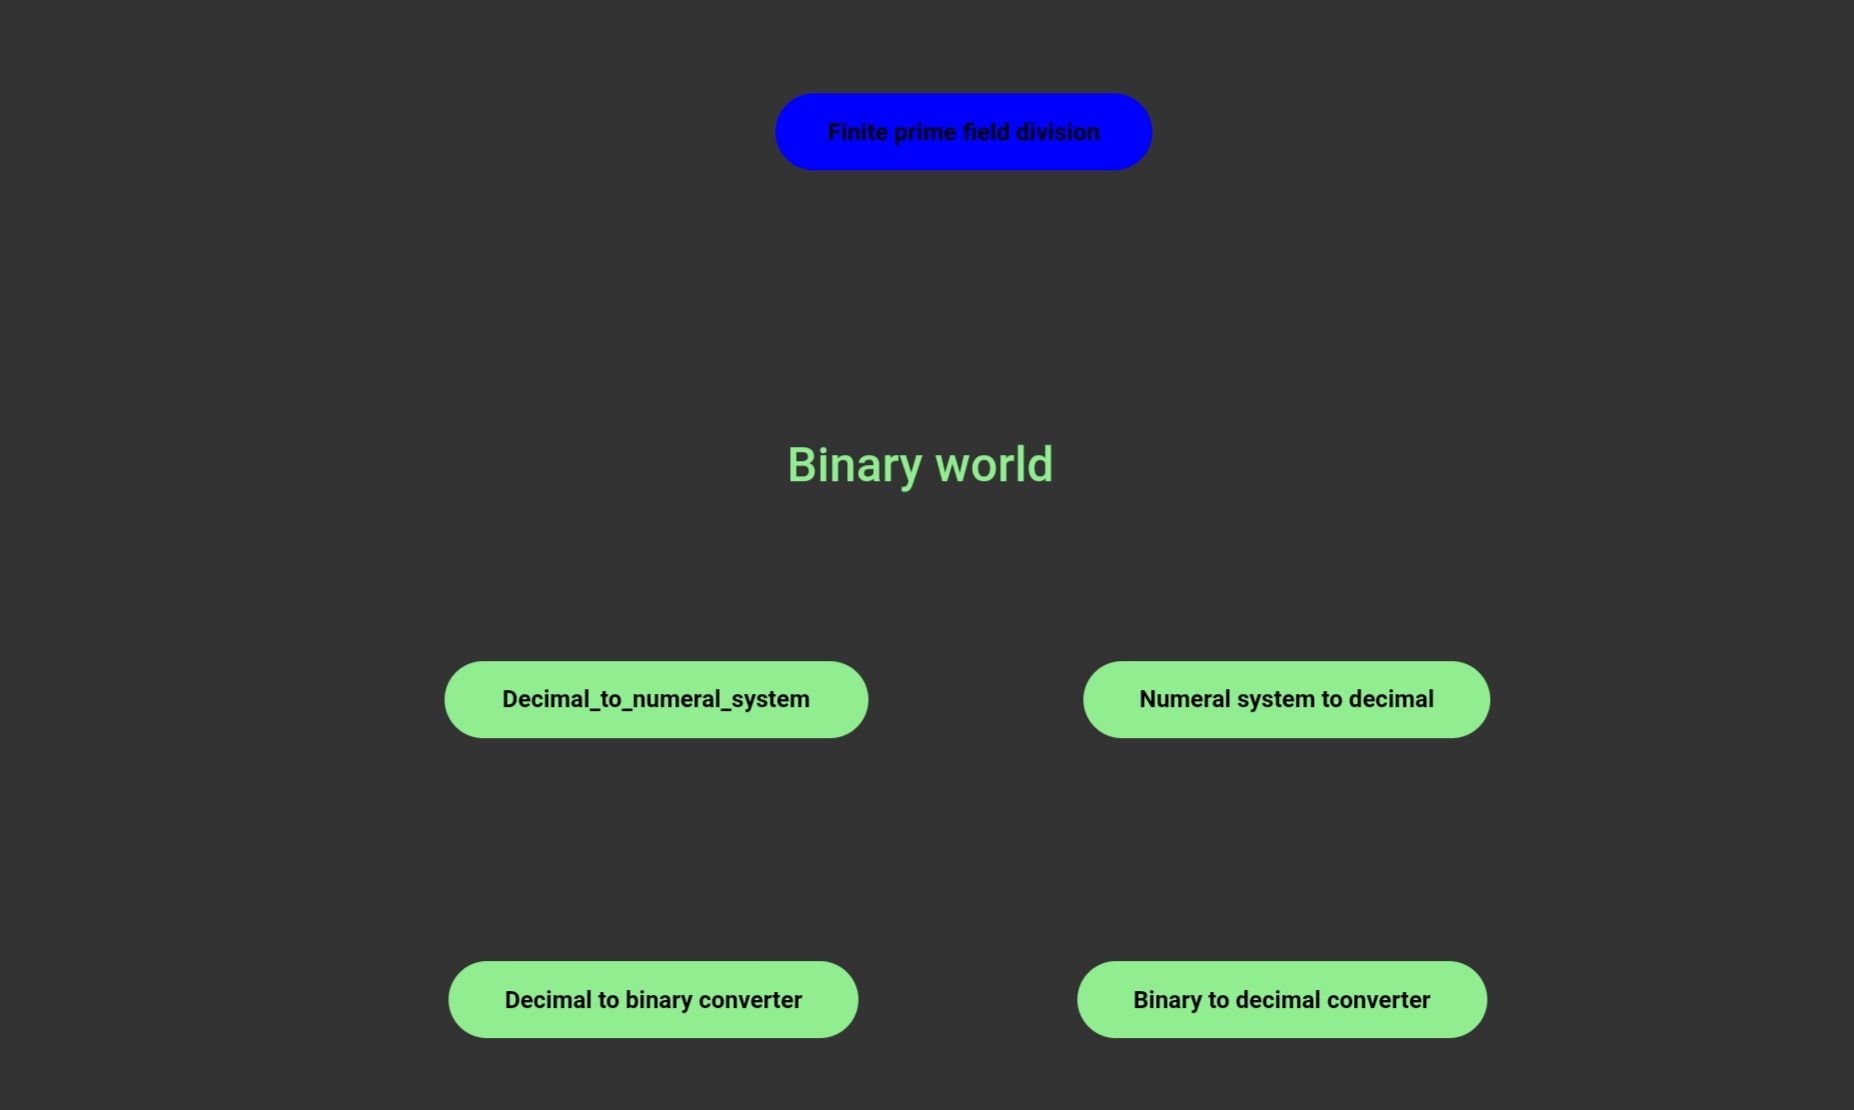 Finite prime field division
Binary world
Decimal_to_numeral_system
Numeral system to decimal
Decimal to binary converter
Binary to decimal converter